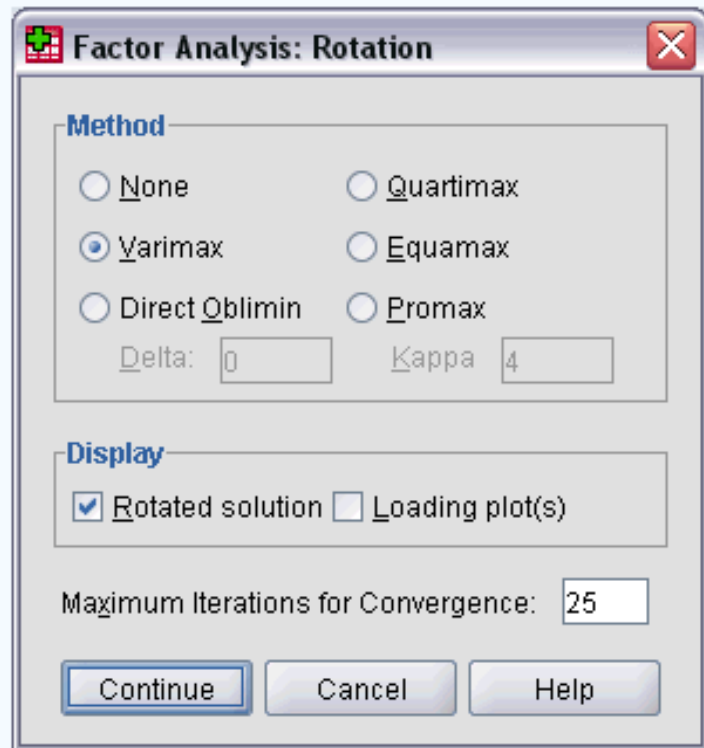 Factor Analysis: Rotation
Method
None Quartimax
Varimax Equamax
Direct Oblimin Promax
Delta: 0 Kappa 4
Display
Rotated solution Loading plot(s)
Maximum Iterations for Convergence: 25
Continue Cancel Help